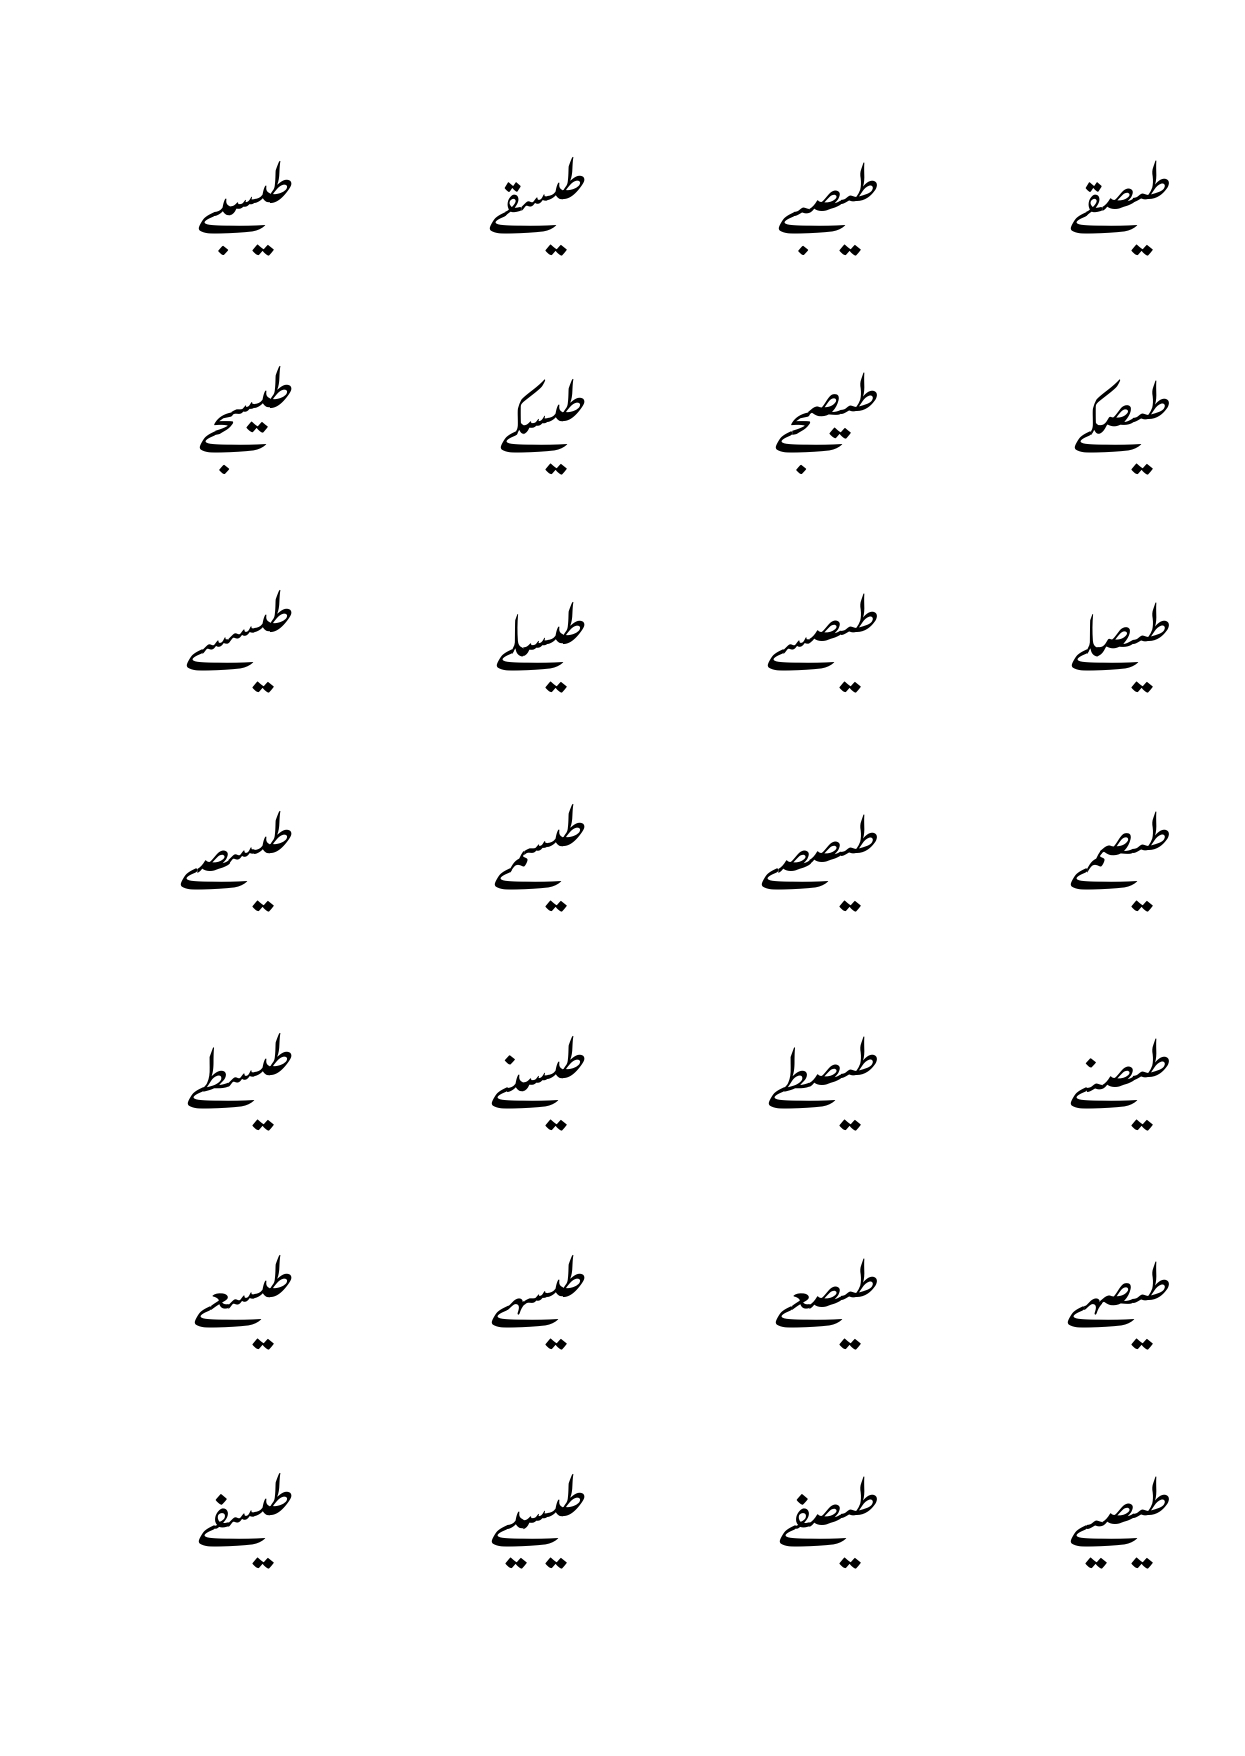 طیصقے طیصبے طیسقے طیسبے
طیصکے طیصجے طیسکے طیسجے
طیصلے طیصسے طیسلے طیسسے
طیصمے طیصصے طیسمے طیسصے
طیصنے طیصطے طیسنے طیسطے
طیصہے طیصعے طیسہے طیسعے
طیصیے طیصفے طیسیے طیسفے